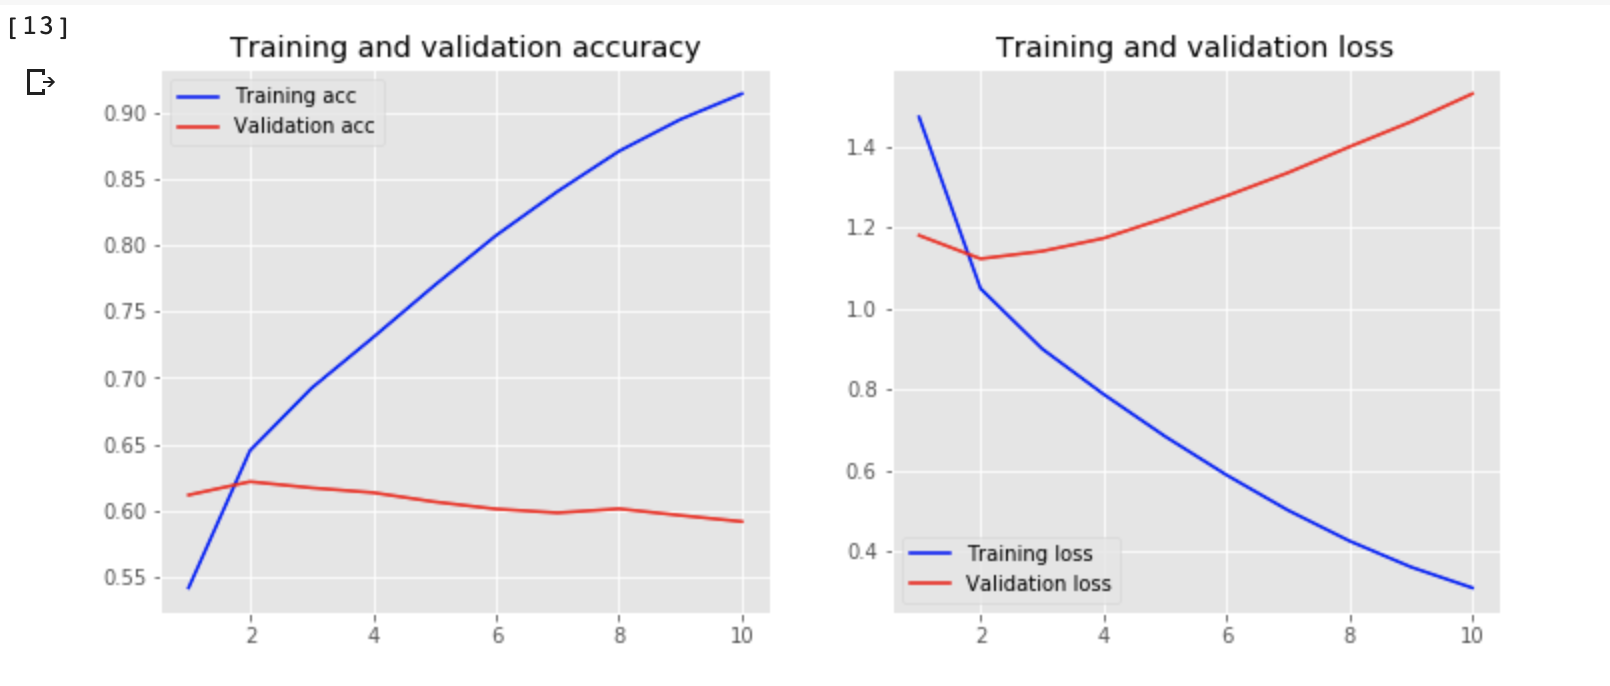 [13]
Training and validation accuracy
Training acc
Validation acc
0.90
0.85
0.80
0.75
0.70
0.65
0.60
0.55
2 4 6 8 10
Training and validation loss
1.4
1.2
1.0
0.8
0.6
0.4
Training loss
Validation loss
2 4 6 8 10